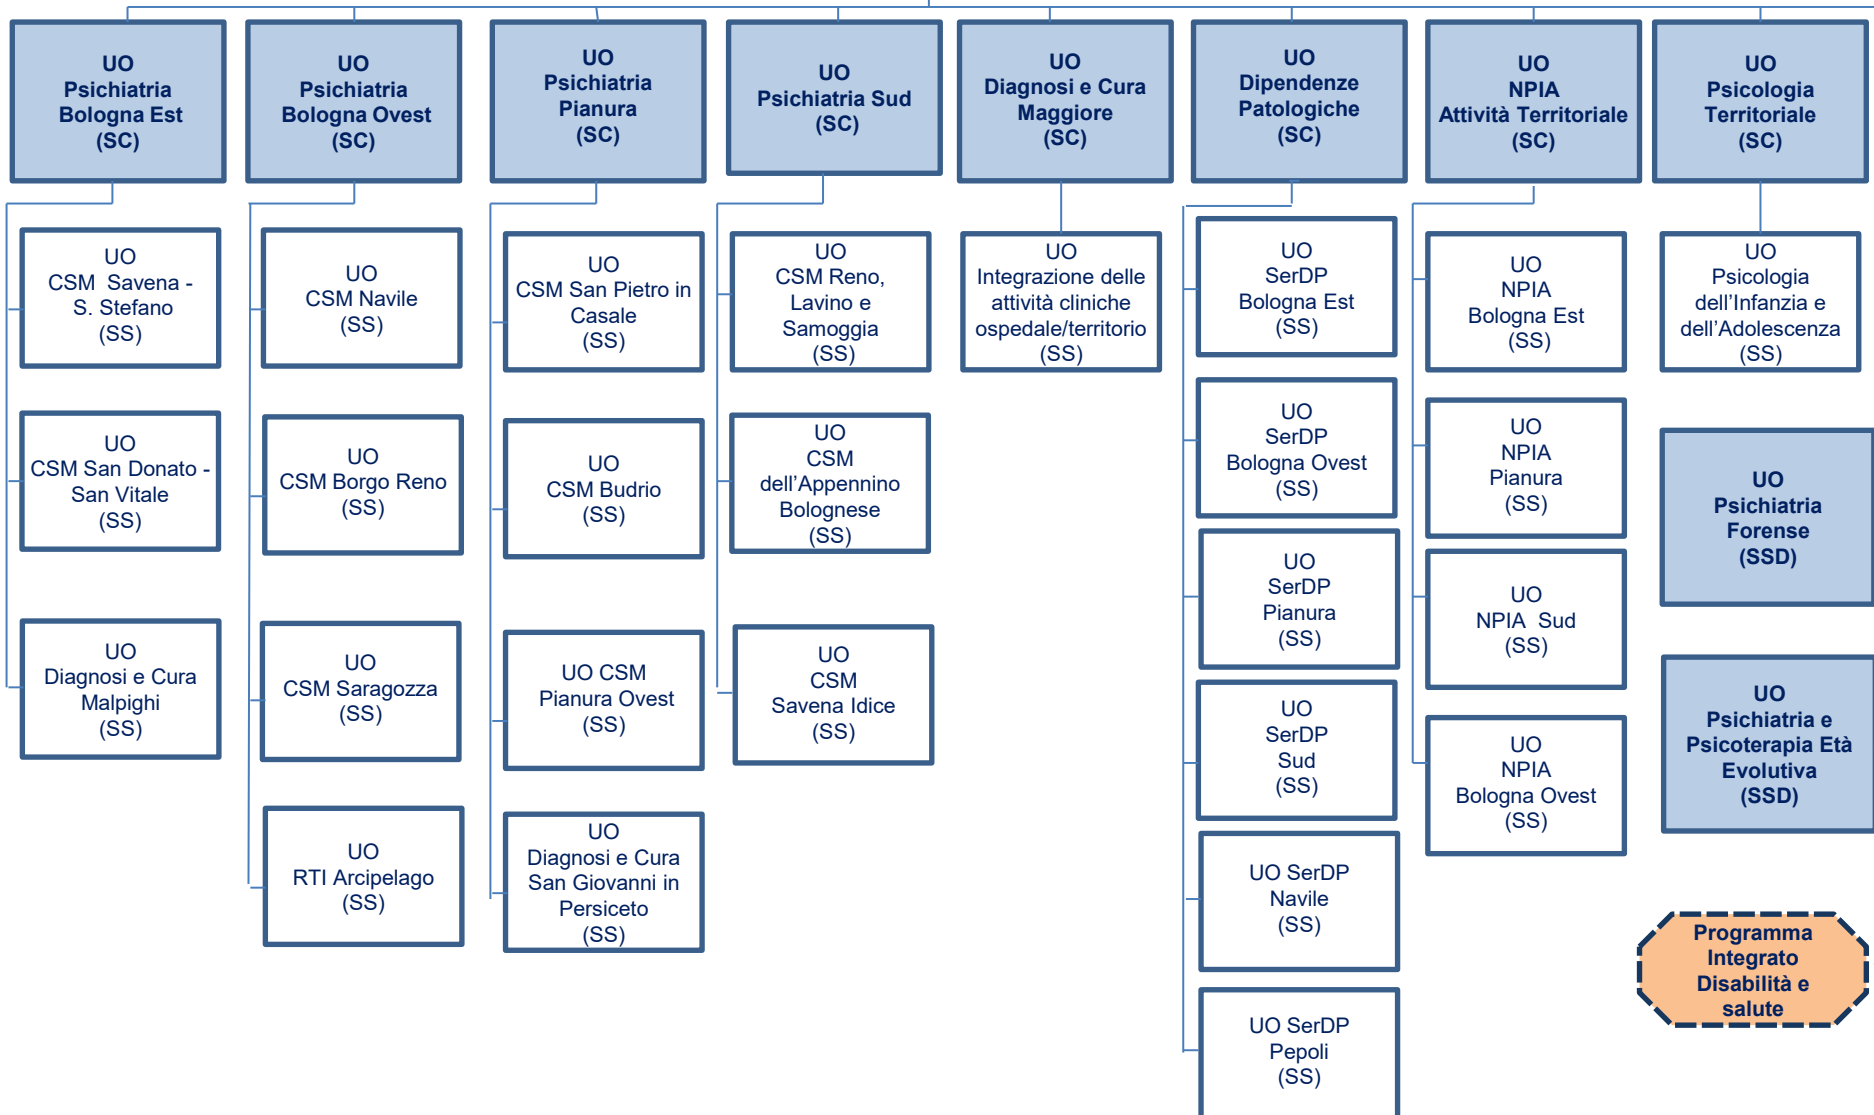 UO
Psichiatria
Bologna Est
(SC)
UO
Psichiatria
Bologna Ovest
(SC)
UO
Psichiatria
Pianura
(SC)
UO
Psichiatria Sud
(SC)
UO
Diagnosi e Cura
Maggiore
(SC)
UO
Dipendenze
Patologiche
(SC)
UO
NPIA
Attività Territoriale
(SC)
UO
Psicologia
Territoriale
(SC)
UO
CSM  Savena -
S. Stefano
(SS)
UO
CSM San Donato -
San Vitale
(SS)
UO
Diagnosi e Cura
Malpighi
(SS)
UO
CSM Navile
(SS)
UO
CSM Borgo Reno
(SS)
UO
CSM Saragozza
(SS)
UO
RTI Arcipelago
(SS)
UO
CSM San Pietro in
Casale
(SS)
UO
CSM Budrio
(SS)
UO CSM
Pianura Ovest
(SS)
UO
Diagnosi e Cura
San Giovanni in
Persiceto
(SS)
UO
CSM Reno,
Lavino e
Samoggia
(SS)
UO
CSM
dell'Appennino
Bolognese
(SS)
UO
CSM
Savena Idice
(SS)
UO
Integrazione delle
attività cliniche
ospedale/territorio
(SS)
UO
SerDP
Bologna Est
(SS)
UO
SerDP
Bologna Ovest
(SS)
UO
SerDP
Pianura
(SS)
UO
SerDP
Sud
(SS)
UO SerDP
Navile
(SS)
UO SerDP
Pepoli
(SS)
UO
NPIA
Bologna Est
(SS)
UO
NPIA
Pianura
(SS)
UO
NPIA  Sud
(SS)
UO
NPIA
Bologna Ovest
(SS)
UO
Psicologia
dell'Infanzia e
dell'Adolescenza
(SS)
UO
Psichiatria
Forense
(SSD)
UO
Psichiatria e
Psicoterapia Età
Evolutiva
(SSD)
Programma
Integrato
Disabilità e
salute